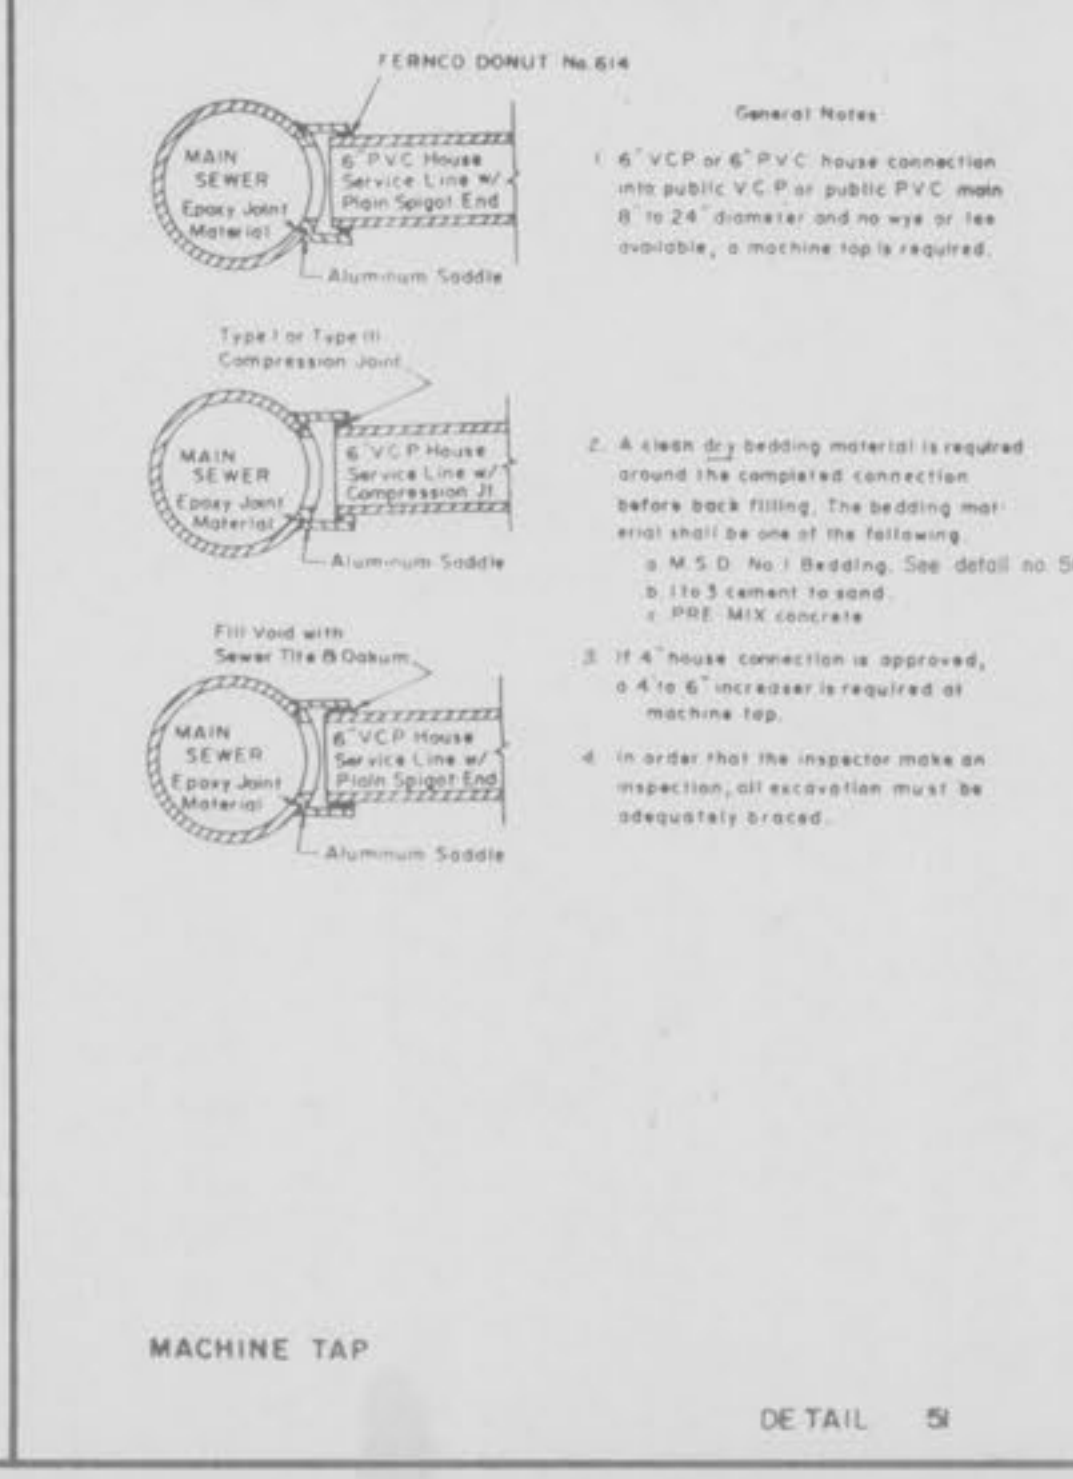 FERNCO DONUT No. 614
MAIN
SEWER
Epoxy Joint
Material
6" PVC House
Service Line w/
Plain Spigot End
Aluminum Saddle
Type I or Type III
Compression Joint
MAIN
SEWER
Epoxy Joint
Material
6" VCP House
Service Line w/
Compression Jt
Aluminum Saddle
Fill Void with
Sewer Tite & Oakum
MAIN
SEWER
Epoxy Joint
Material
6" VCP House
Service Line w/
Plain Spigot End
Aluminum Saddle
General Notes
1. 6" VCP or 6" PVC house connection
into public V.C.P. or public PVC main
8" to 24" diameter and no wye or tee
available, a machine tap is required.
2. A clean dry bedding material is required
around the completed connection
before back filling. The bedding mat-
erial shall be one of the following
a. M.S.D. No. 1 Bedding. See detail no.
b. 1 to 3 cement to sand.
c. PRE MIX concrete
3. If 4" house connection is approved,
a 4 to 6" increaser is required at
machine tap.
4. In order that the inspector make an
inspection, all excavation must be
adequately braced.
MACHINE TAP
DETAIL 51